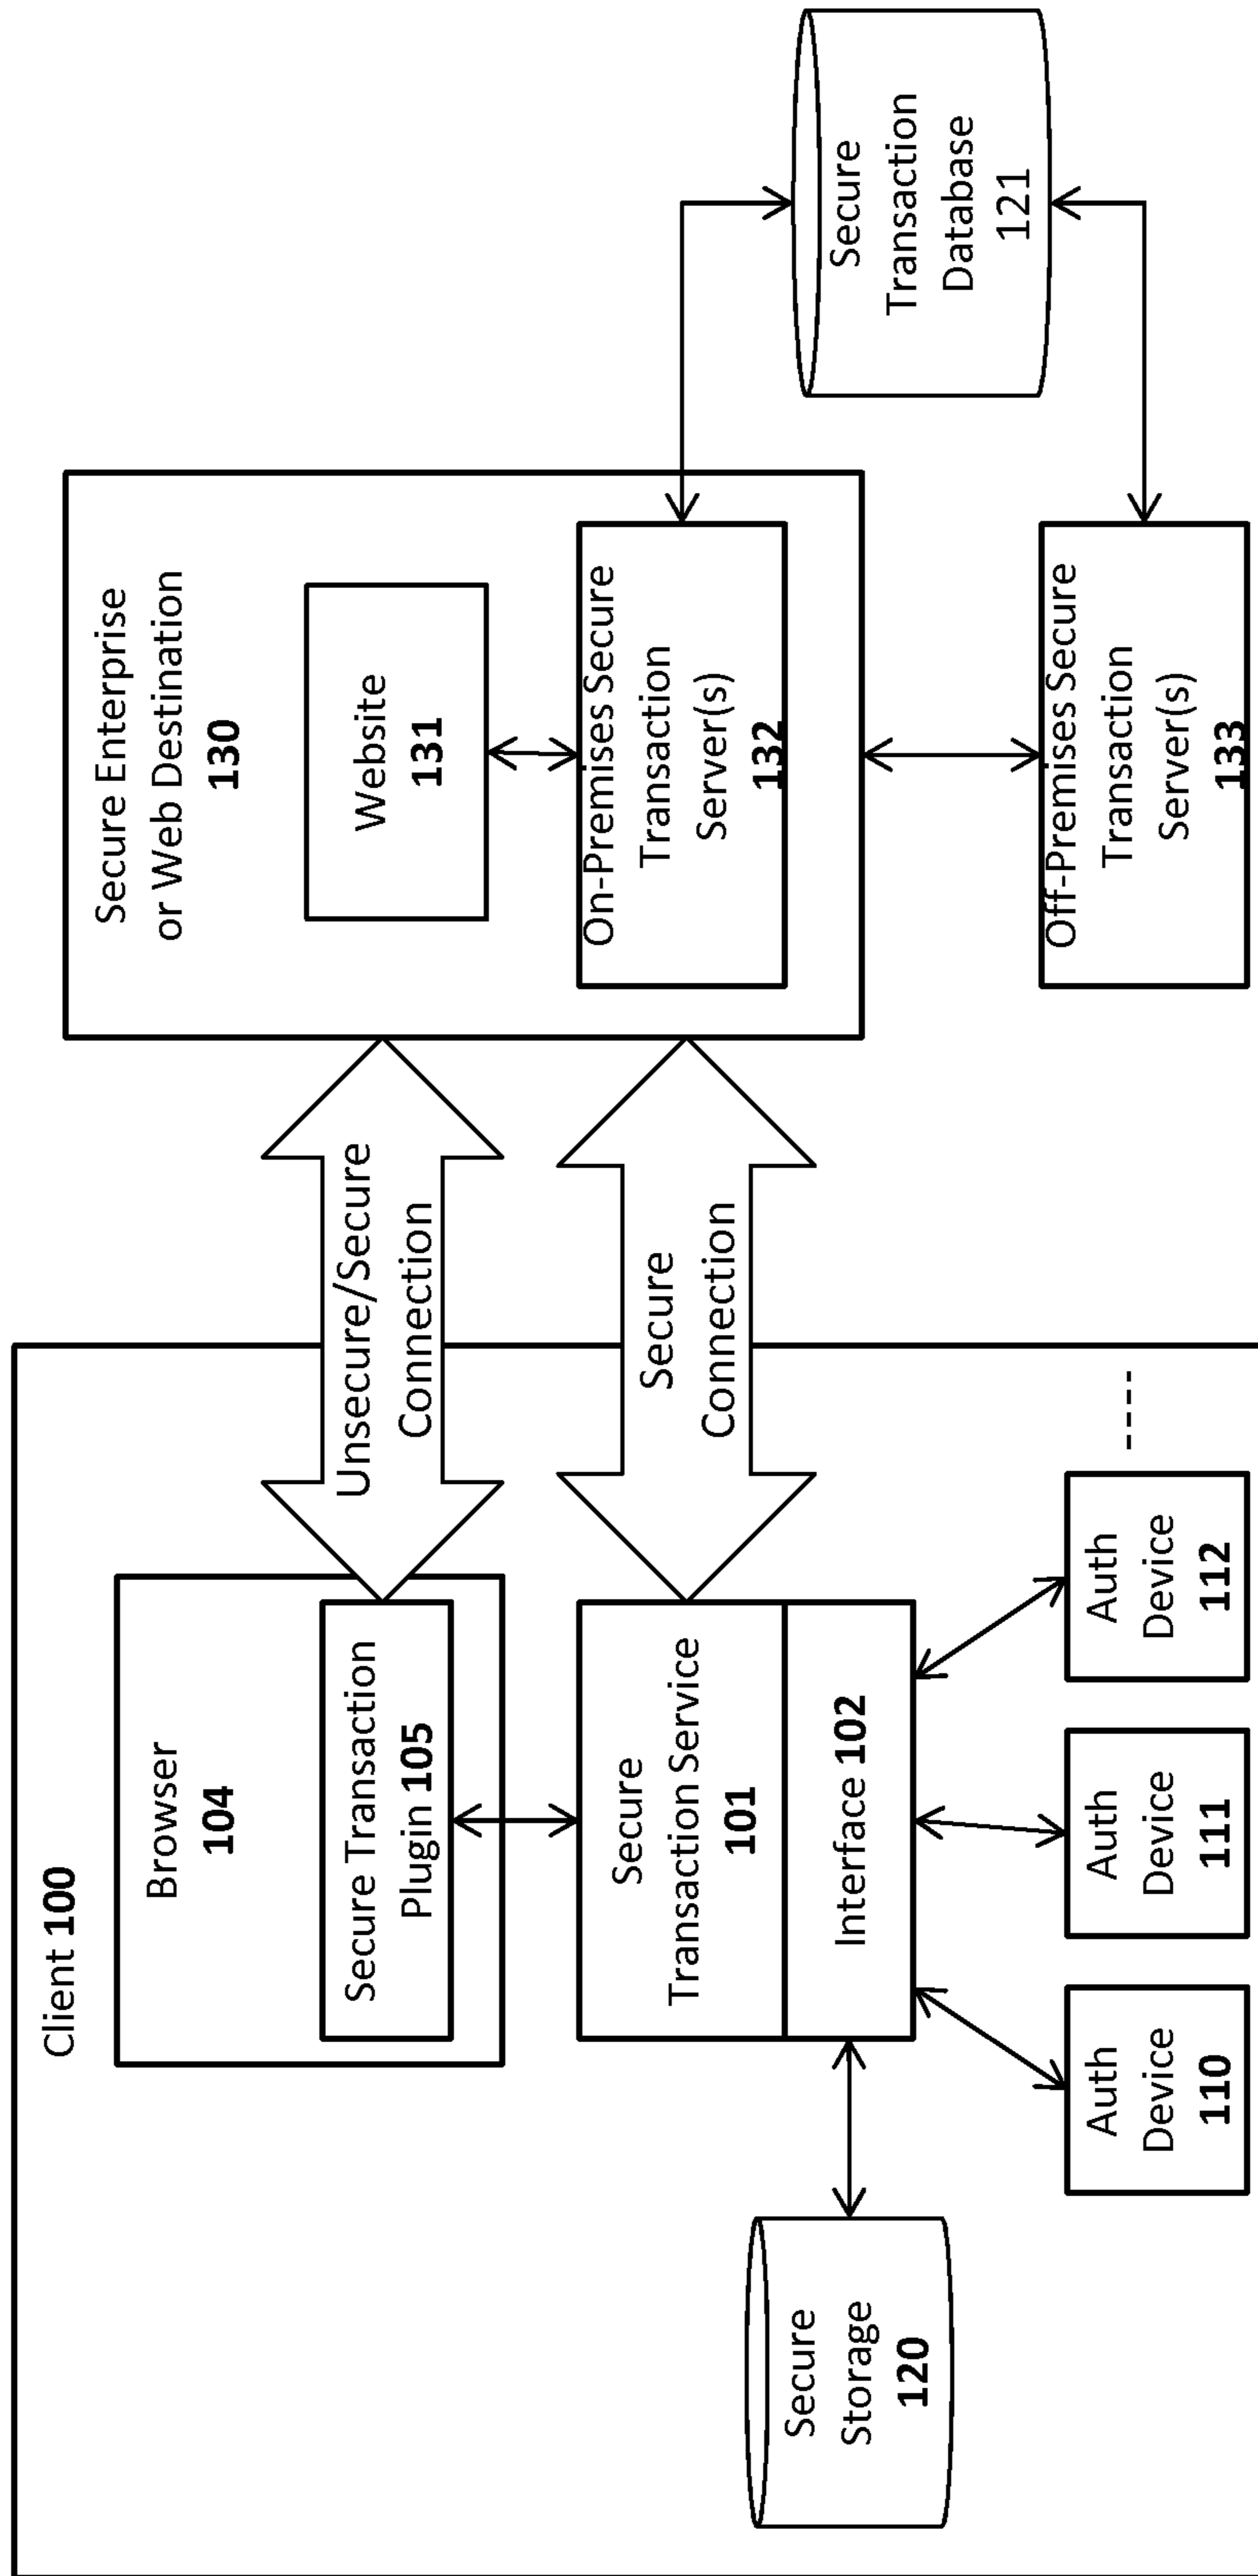 Client 100
Browser
104
Secure Transaction
Plugin 105
Secure
Transaction Service
101
Interface 102
Secure
Storage
120
Auth
Device
110
Auth
Device
111
Auth
Device
112
Unsecure/Secure
Connection
Secure
Connection
Secure Enterprise
or Web Destination
130
Website
131
On-Premises Secure
Transaction
Server(s)
132
Off-Premises Secure
Transaction
Server(s)
133
Secure
Transaction
Database
121